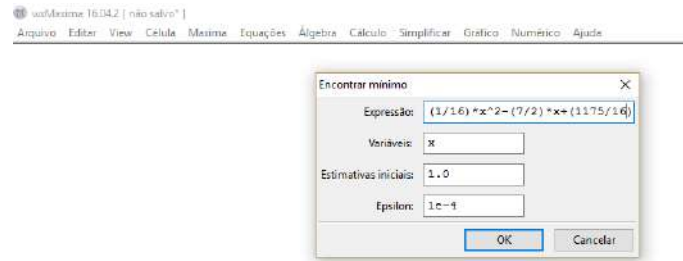 wxMaxima 16.04.2 [ não salvo* ]
Arquivo Editar View Célula Maxima Equações Álgebra Cálculo Simplificar Gráfico Numérico Ajuda
Encontrar mínimo
Expressão: (1/16)*x^2-(7/2)*x+(1175/16)
Variáveis: x
Estimativas iniciais: 1.0
Epsilon: 1e-4
OK Cancelar